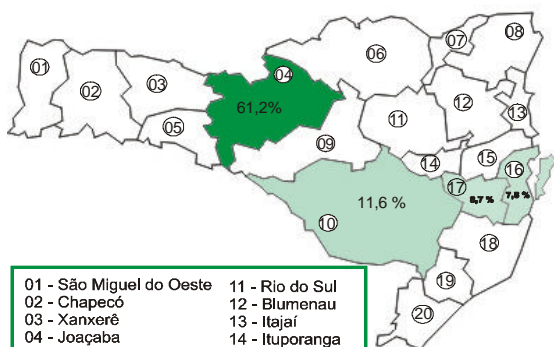 01
02
03
04
61,2%
05
06
07
08
09
10
11,6 %
11
12
13
14
15
16
17
7,8 %
18
19
20
01 - São Miguel do Oeste
02 - Chapecó
03 - Xanxerê
04 - Joaçaba
11 - Rio do Sul
12 - Blumenau
13 - Itajaí
14 - Ituporanga